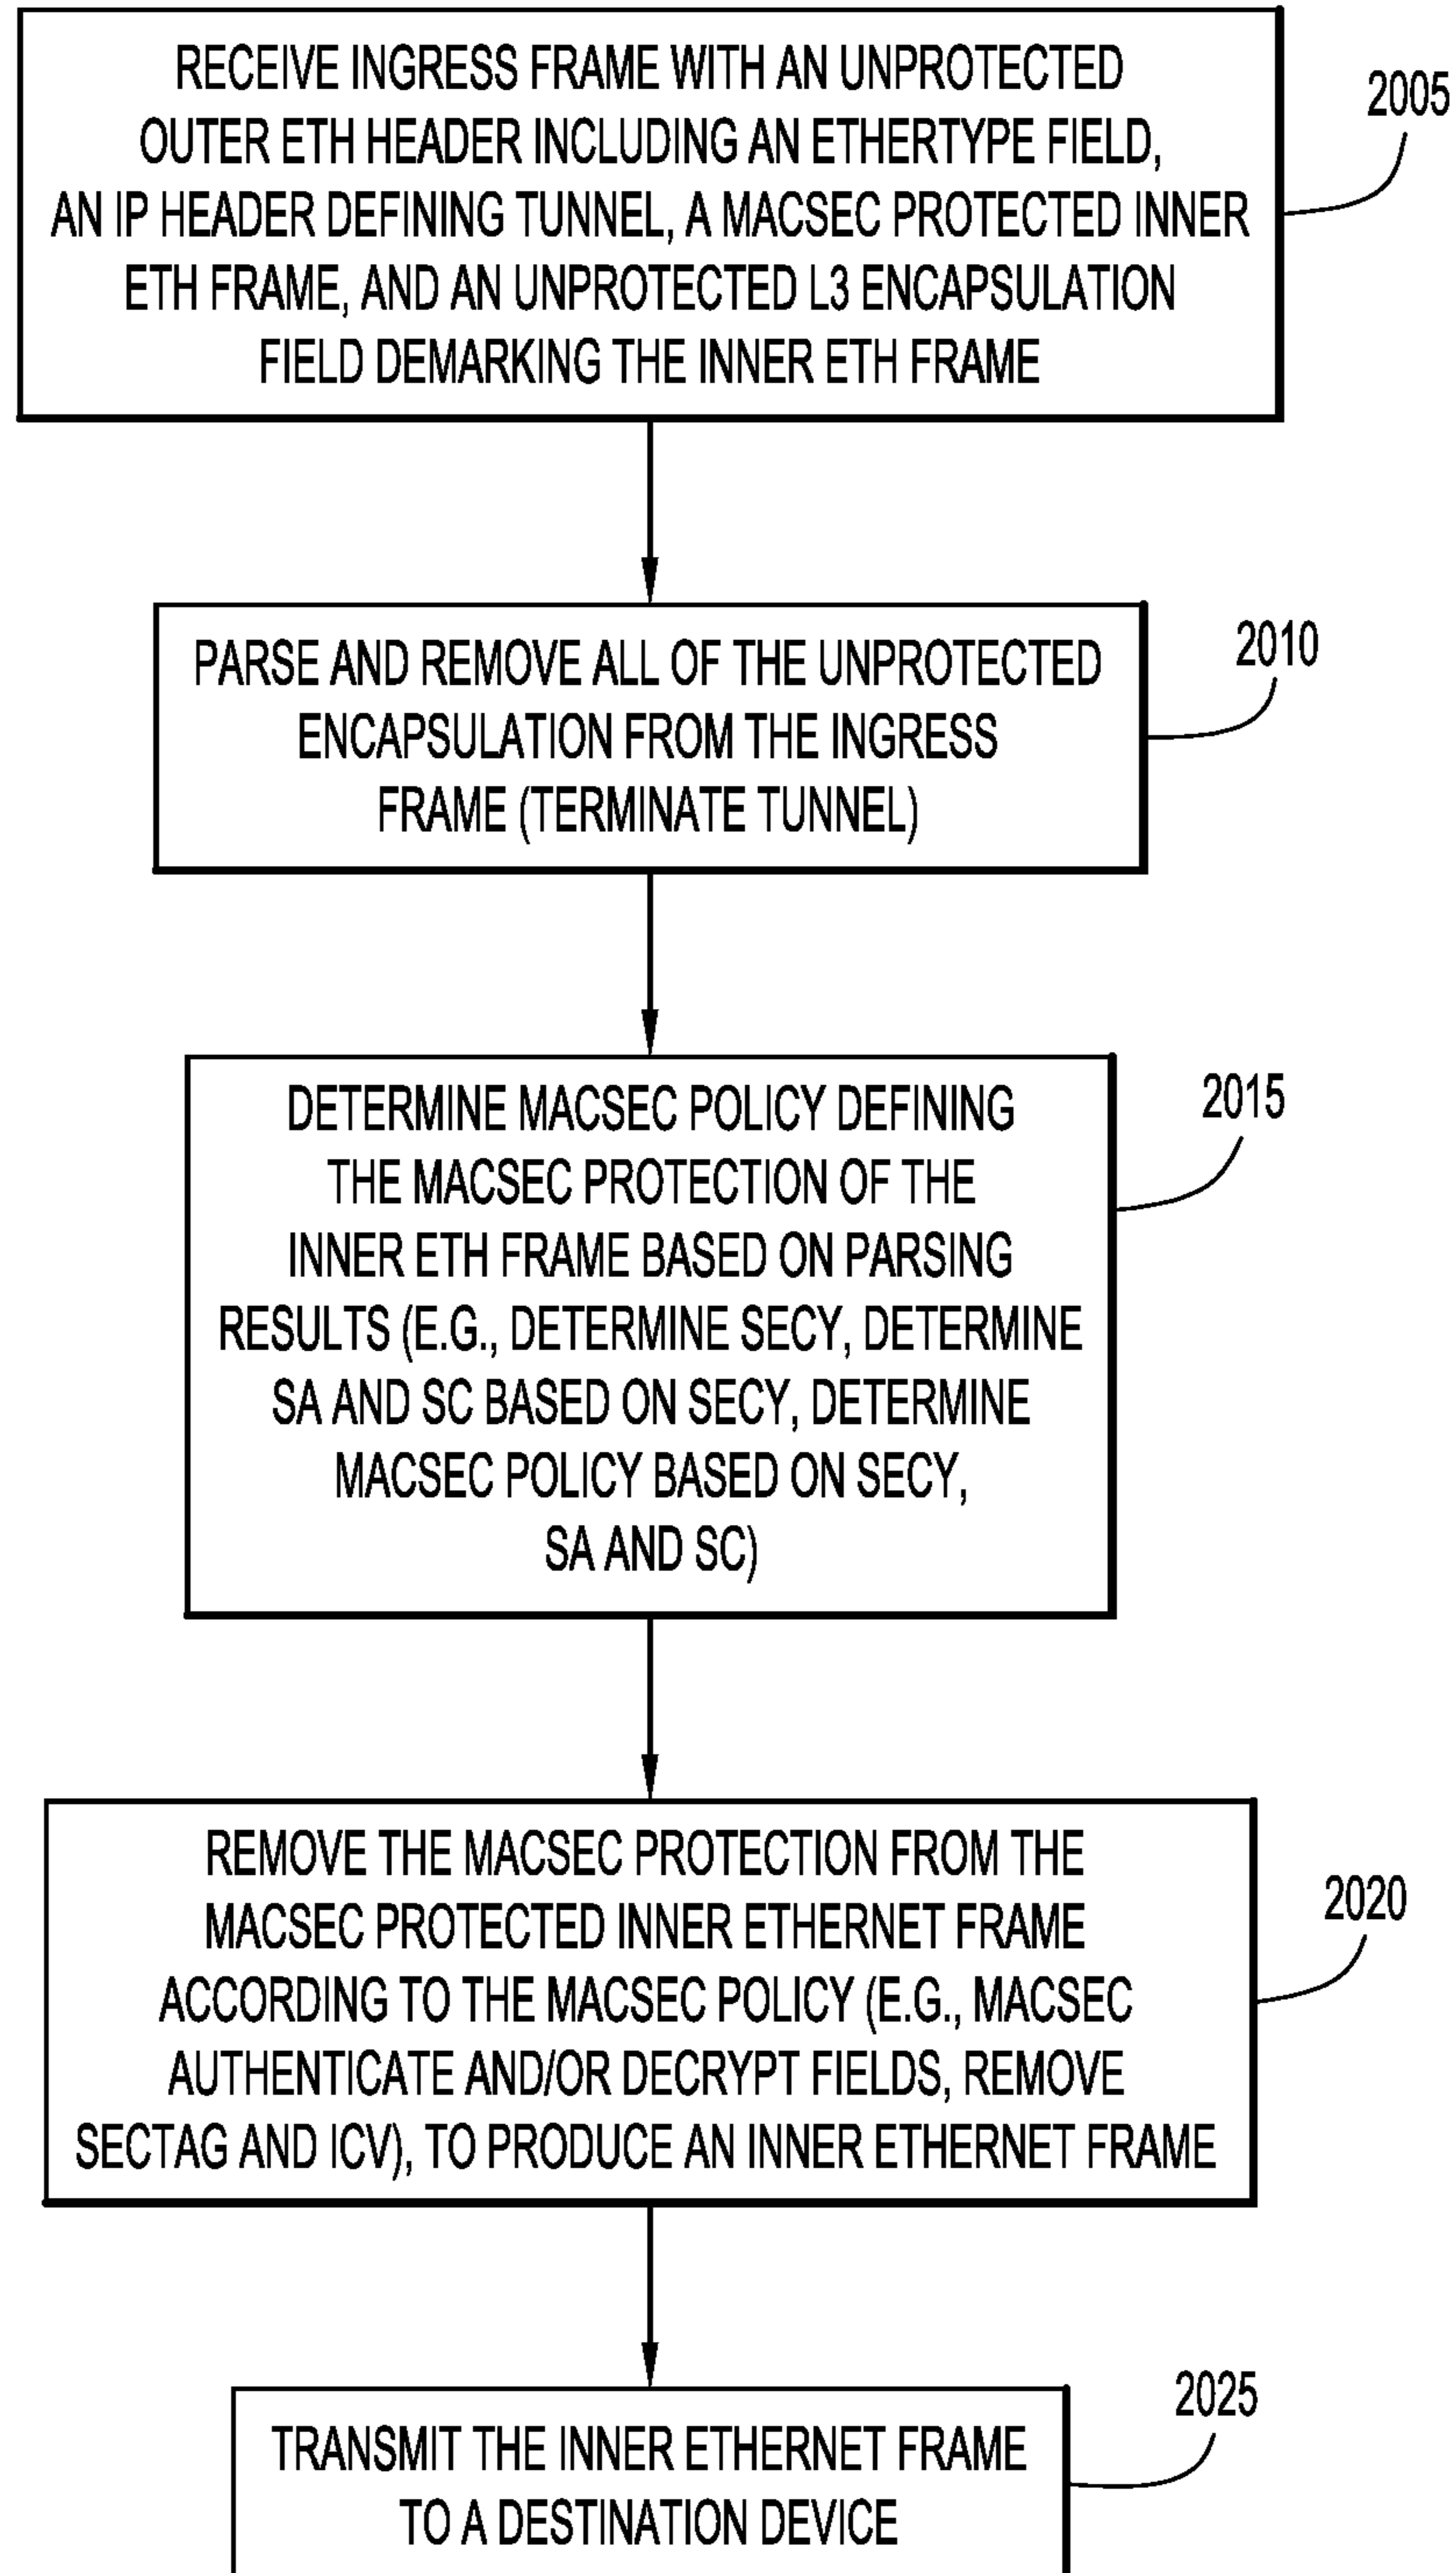 RECEIVE INGRESS FRAME WITH AN UNPROTECTED
OUTER ETH HEADER INCLUDING AN ETHERTYPE FIELD,
AN IP HEADER DEFINING TUNNEL, A MACSEC PROTECTED INNER
ETH FRAME, AND AN UNPROTECTED L3 ENCAPSULATION
FIELD DEMARKING THE INNER ETH FRAME
2005
PARSE AND REMOVE ALL OF THE UNPROTECTED
ENCAPSULATION FROM THE INGRESS
FRAME (TERMINATE TUNNEL)
2010
DETERMINE MACSEC POLICY DEFINING
THE MACSEC PROTECTION OF THE
INNER ETH FRAME BASED ON PARSING
RESULTS (E.G., DETERMINE SECY, DETERMINE
SA AND SC BASED ON SECY, DETERMINE
MACSEC POLICY BASED ON SECY,
SA AND SC)
2015
REMOVE THE MACSEC PROTECTION FROM THE
MACSEC PROTECTED INNER ETHERNET FRAME
ACCORDING TO THE MACSEC POLICY (E.G., MACSEC
AUTHENTICATE AND/OR DECRYPT FIELDS, REMOVE
SECTAG AND ICV), TO PRODUCE AN INNER ETHERNET FRAME
2020
TRANSMIT THE INNER ETHERNET FRAME
TO A DESTINATION DEVICE
2025